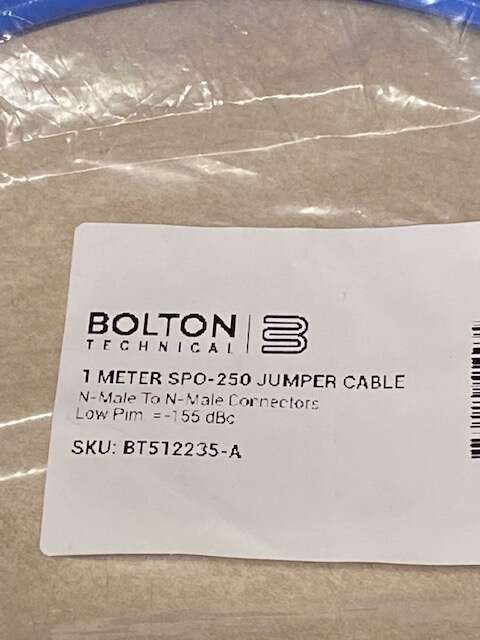 BOLTON
TECHNICAL
1 METER SPO-250 JUMPER CABLE
N-Male To N-Male Connectors
Low Pim =-155 dBc
SKU: BT512235-A